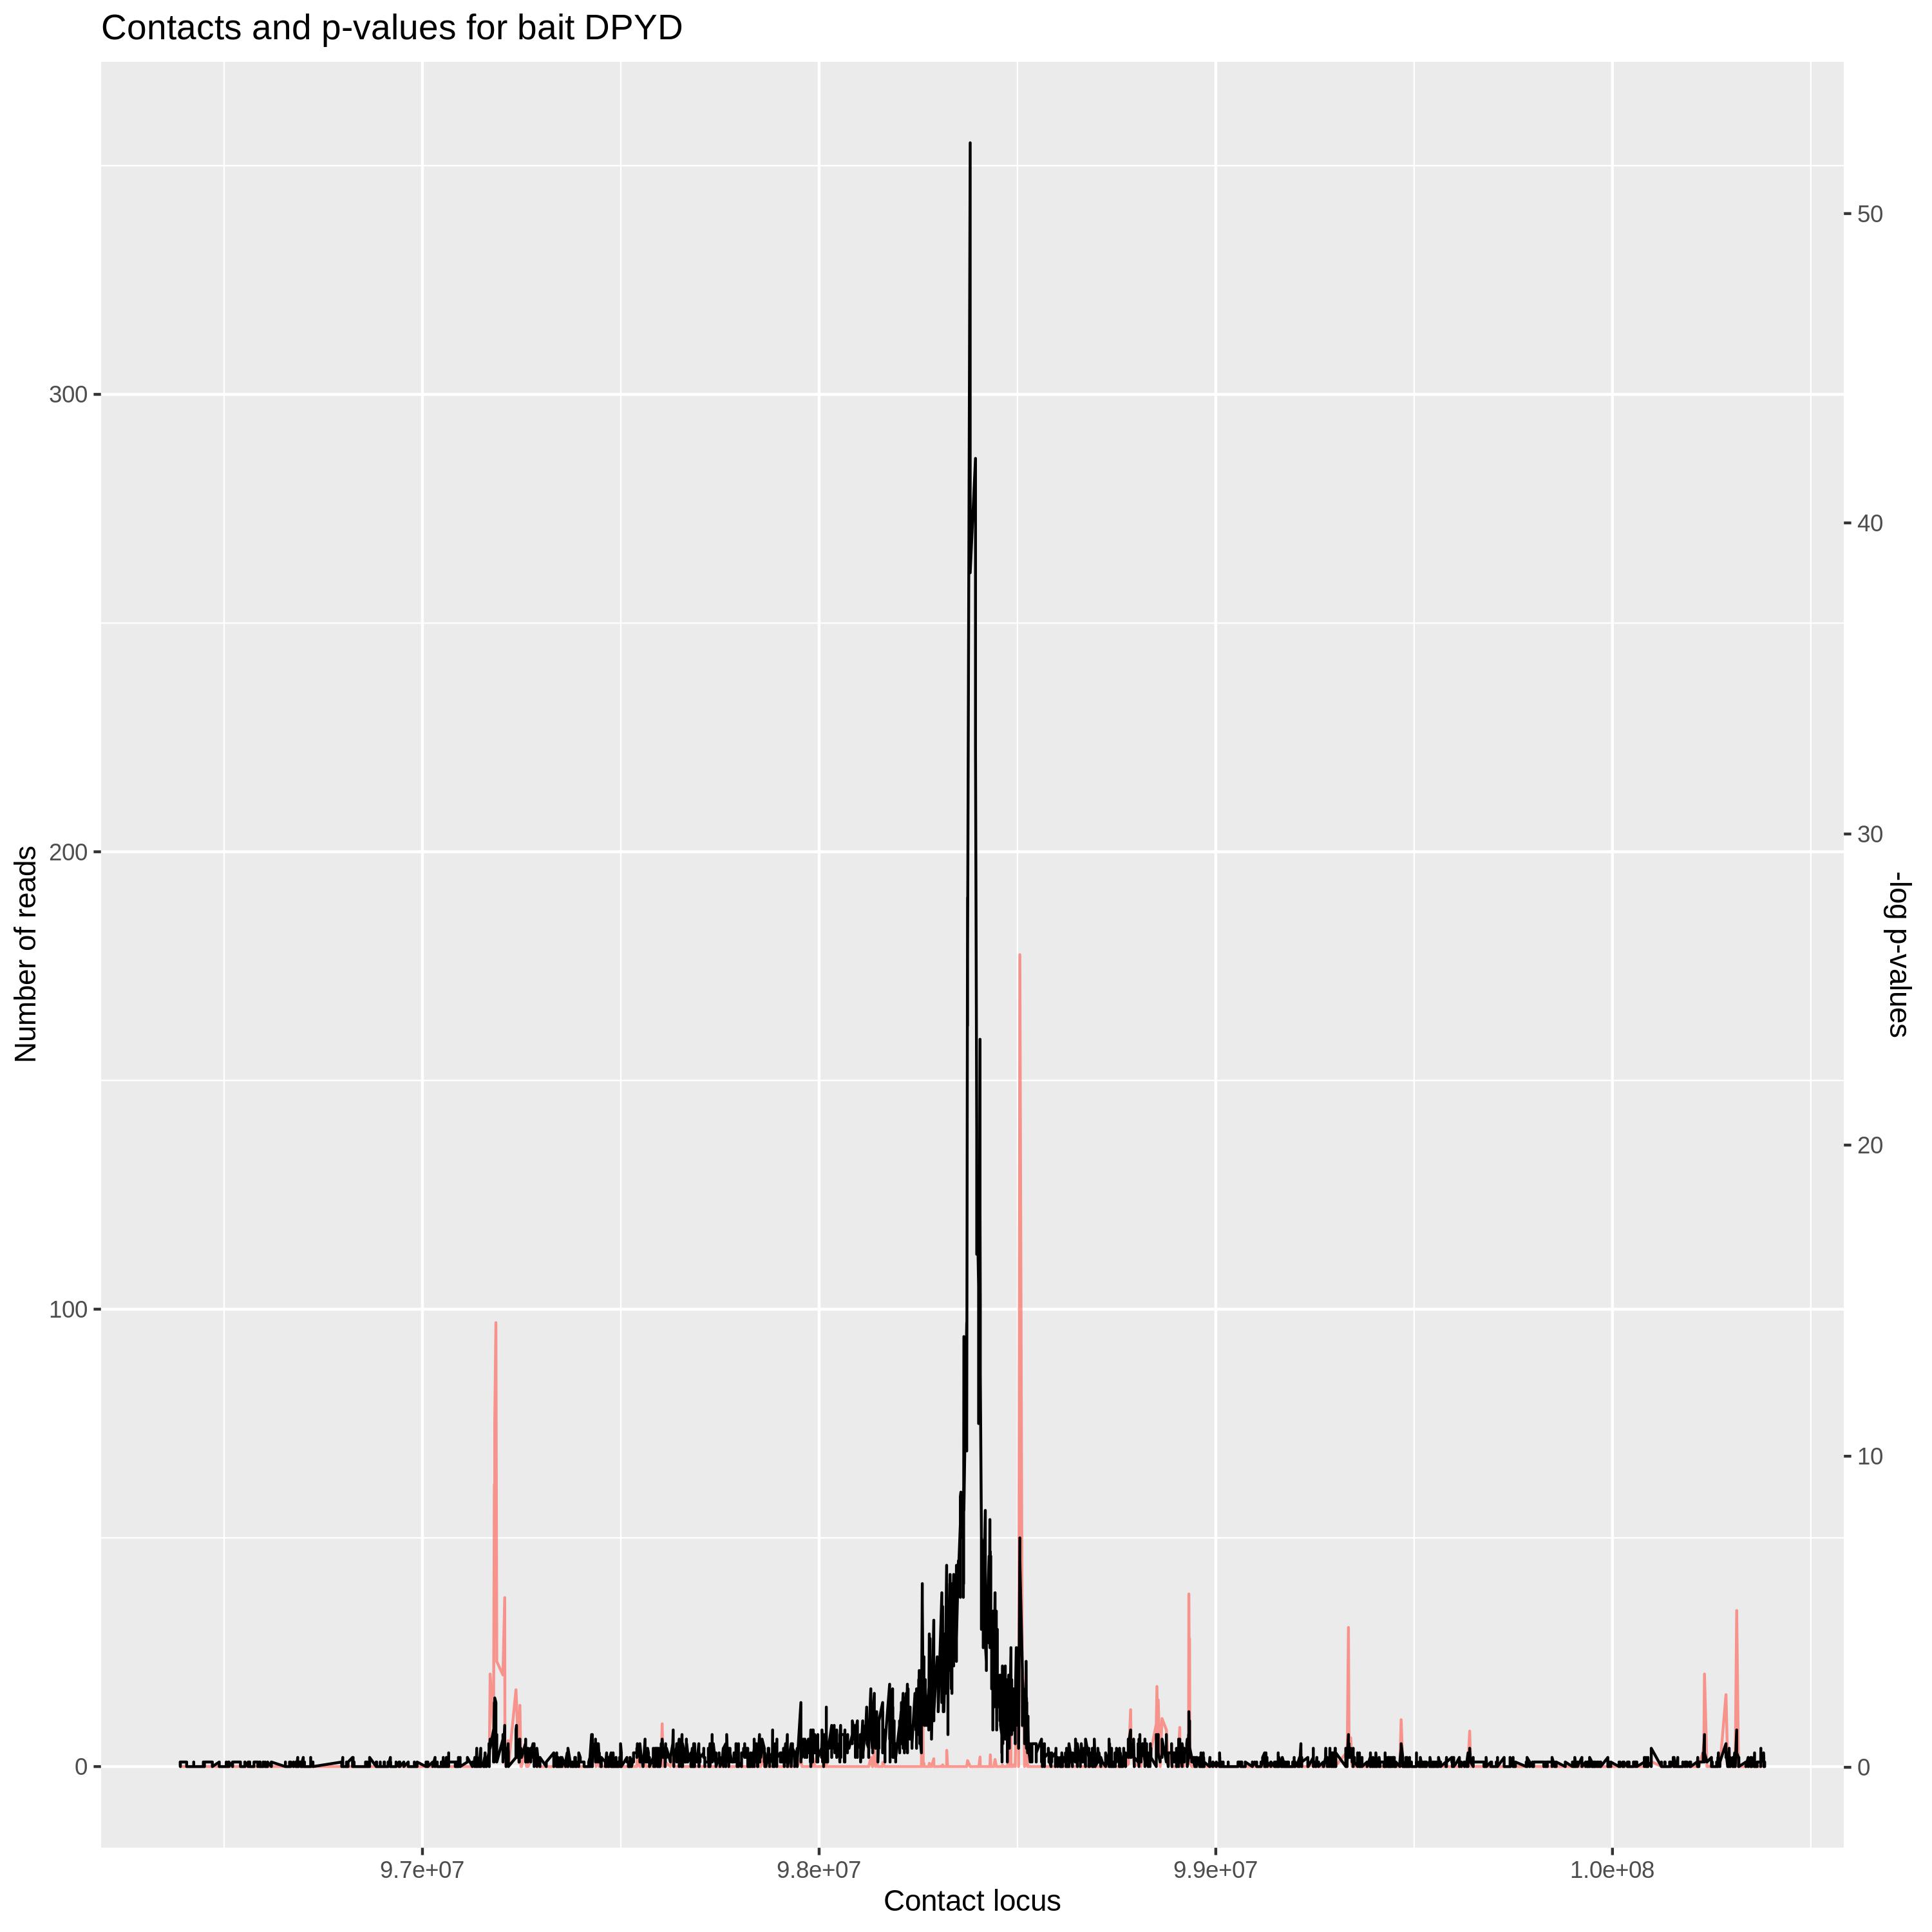 Contacts and p-values for bait DPYD
300
200
100
0
Number of reads
50
40
30
20
10
0
-log p-values
9.7e+07
9.8e+07
9.9e+07
1.0e+08
Contact locus